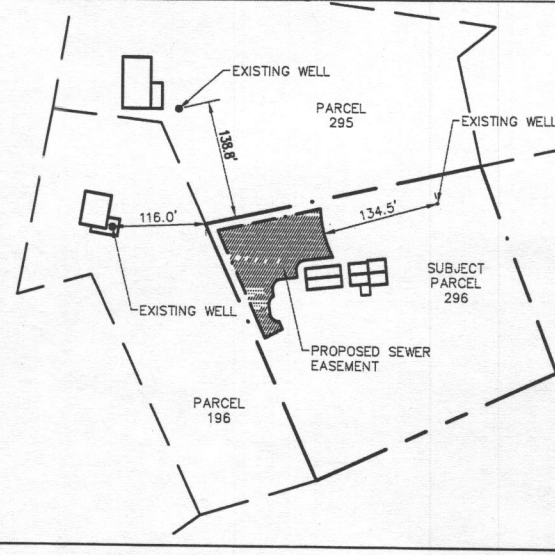 EXISTING WELL
PARCEL
295
EXISTING WELL
138.8'
116.0'
134.5'
SUBJECT
PARCEL
296
EXISTING WELL
PROPOSED SEWER
EASEMENT
PARCEL
196